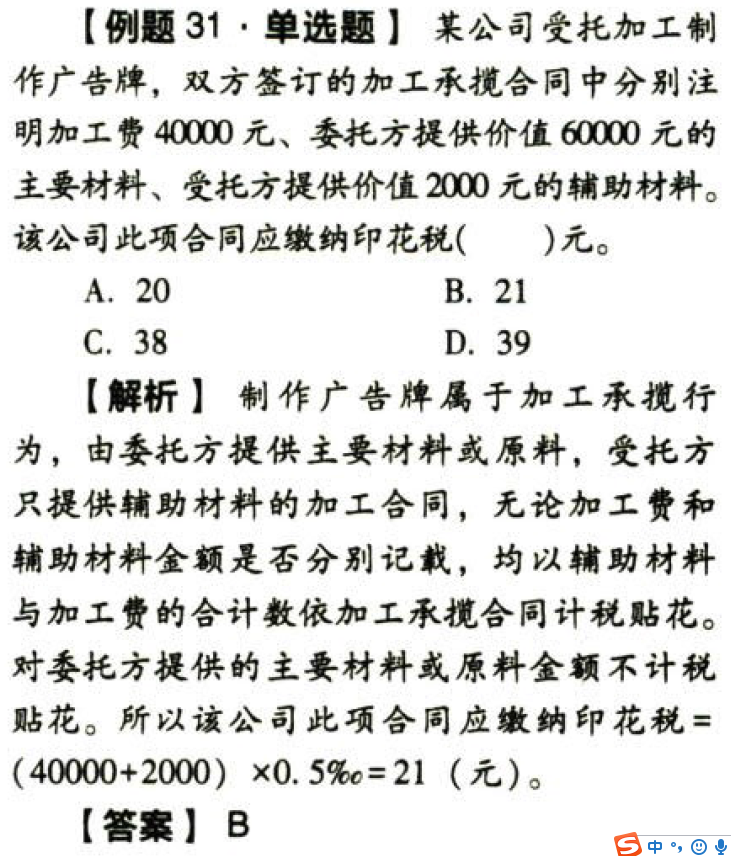 【例题 31 · 单选题】 某公司受托加工制
作广告牌，双方签订的加工承揽合同中分别注
明加工费 40000 元、委托方提供价值 60000 元的
主要材料、受托方提供价值 2000 元的辅助材料。
该公司此项合同应缴纳印花税(　　)元。
A. 20　　B. 21
C. 38　　D. 39
【解析】 制作广告牌属于加工承揽行
为，由委托方提供主要材料或原料，受托方
只提供辅助材料的加工合同，无论加工费和
辅助材料金额是否分别记载，均以辅助材料
与加工费的合计数依加工承揽合同计税贴花。
对委托方提供的主要材料或原料金额不计税
贴花。所以该公司此项合同应缴纳印花税=
(40000+2000) ×0.5‰=21 (元)。
【答案】 B
S 中